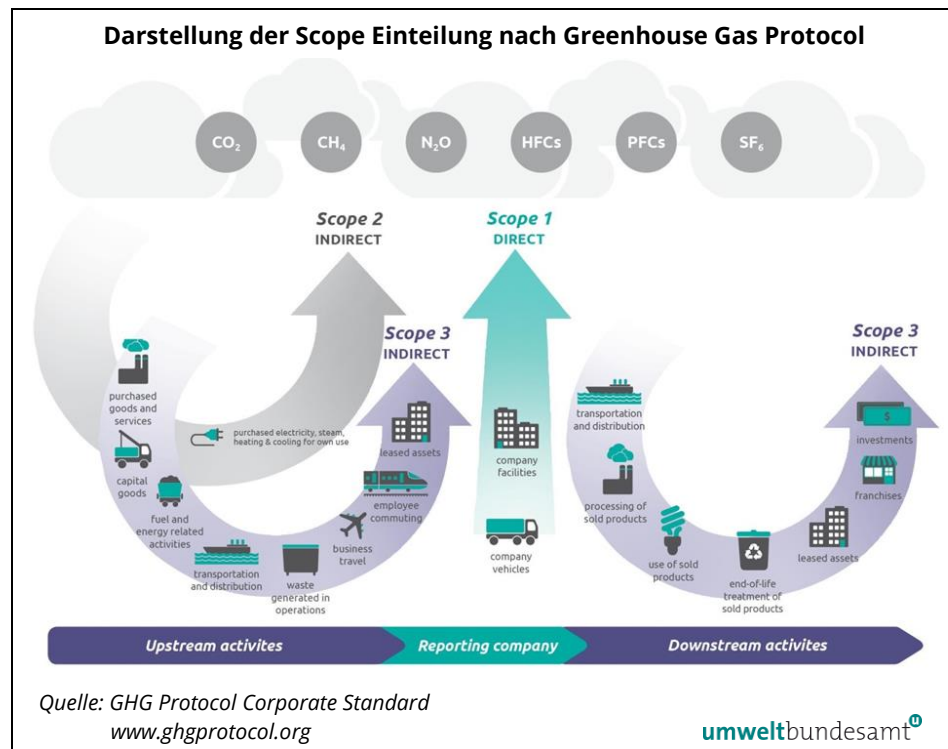 Darstellung der Scope Einteilung nach Greenhouse Gas Protocol
CO₂
CH₄
N₂O
HFCs
PFCs
SF₆
Scope 2
INDIRECT
Scope 1
DIRECT
Scope 3
INDIRECT
Scope 3
INDIRECT
purchased
goods and
services
capital
goods
fuel and
energy related
activities
purchased electricity, steam,
heating & cooling for own use
transportation
and distribution
waste
generated in
operations
business
travel
employee
commuting
leased assets
company
facilities
company
vehicles
transportation
and distribution
processing of
sold products
use of sold
products
end-of-life
treatment of
sold products
leased assets
franchises
$
investments
Upstream activites
Reporting company
Downstream activites
Quelle: GHG Protocol Corporate Standard
www.ghgprotocol.org
umweltbundesamt
u